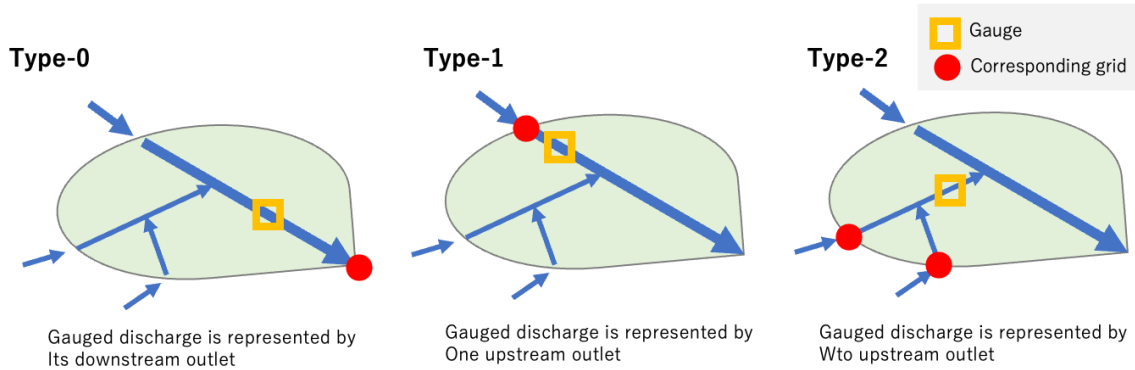 Type-0
Type-1
Type-2
Gauge
Corresponding grid
Gauged discharge is represented by
Its downstream outlet
Gauged discharge is represented by
One upstream outlet
Gauged discharge is represented by
Wto upstream outlet